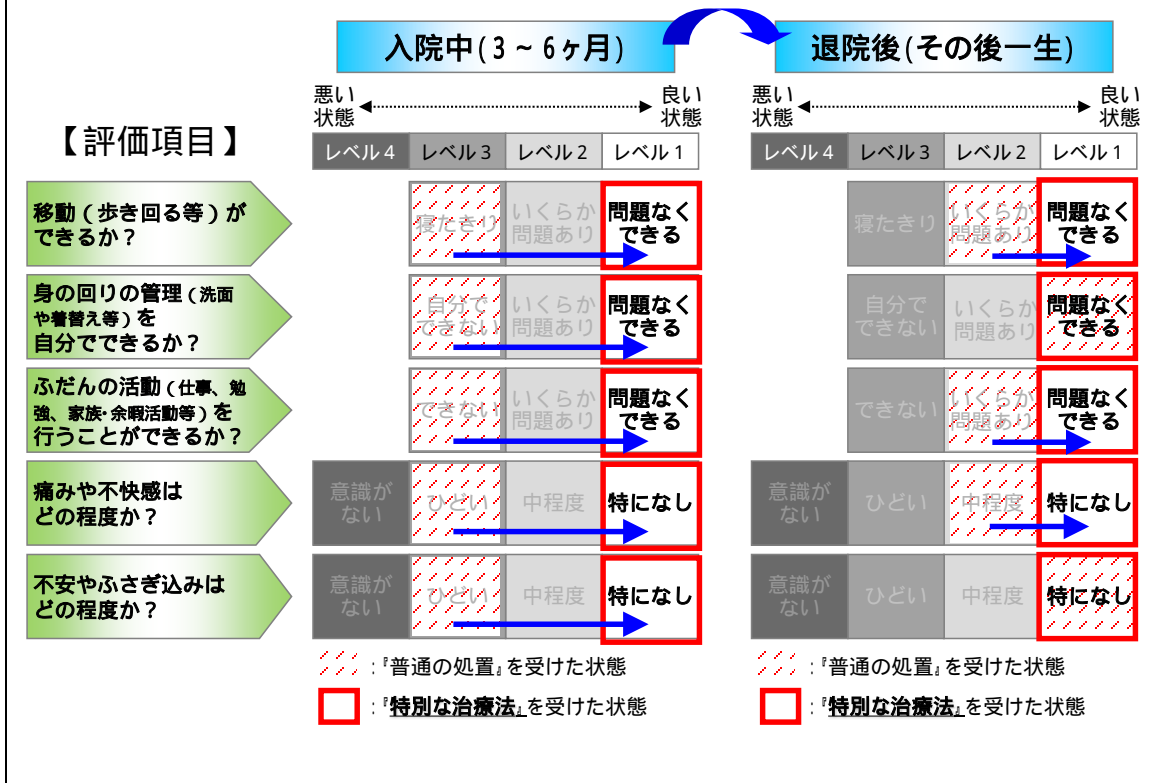 入院中(3~6ヶ月)
退院後(その後一生)
悪い
状態
良い
状態
悪い
状態
良い
状態
【評価項目】
レベル4 レベル3 レベル2 レベル1
レベル4 レベル3 レベル2 レベル1
移動(歩き回る等)が
できるか?
寝たきり
いくらか
問題あり
問題なく
できる
寝たきり
いくらか
問題あり
問題なく
できる
身の回りの管理(洗面
や着替え等)を
自分でできるか?
自分で
できない
いくらか
問題あり
問題なく
できる
自分で
できない
いくらか
問題あり
問題なく
できる
ふだんの活動(仕事、勉
強、家族・余暇活動等)を
行うことができるか?
できない
いくらか
問題あり
問題なく
できる
できない
いくらか
問題あり
問題なく
できる
痛みや不快感は
どの程度か?
意識が
ない
ひどい
中程度
特になし
意識が
ない
ひどい
中程度
特になし
不安やふさぎ込みは
どの程度か?
意識が
ない
ひどい
中程度
特になし
意識が
ない
ひどい
中程度
特になし
:『普通の処置』を受けた状態
:『普通の処置』を受けた状態
:『特別な治療法』を受けた状態
:『特別な治療法』を受けた状態